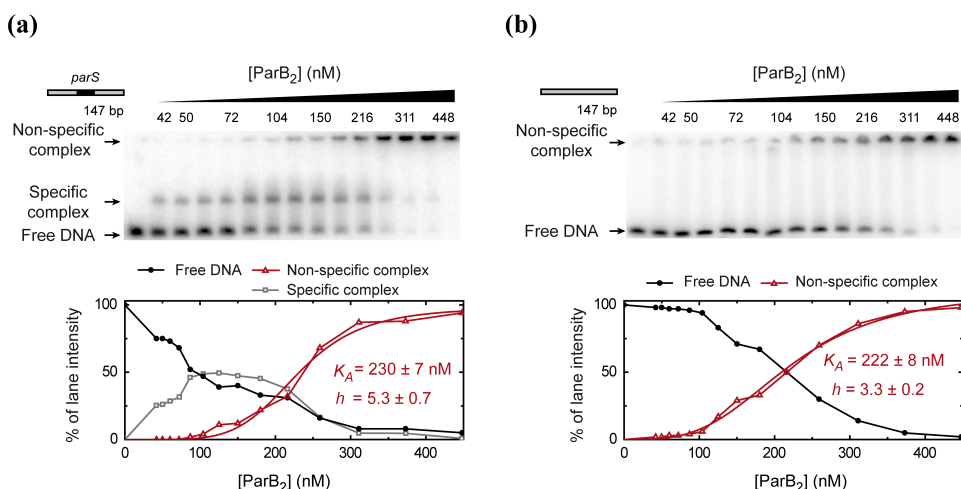 (a)
[ParB2] (nM)
parS
147 bp
42 50 72 104 150 216 311 448
Non-specific
complex
Specific
complex
Free DNA
Free DNA
Non-specific complex
Specific complex
100
50
0
% of lane intensity
KA = 230 ± 7 nM
h = 5.3 ± 0.7
0 100 200 300 400
[ParB2] (nM)
(b)
[ParB2] (nM)
147 bp
42 50 72 104 150 216 311 448
Non-specific
complex
Free DNA
Free DNA
Non-specific complex
100
50
0
% of lane intensity
KA = 222 ± 8 nM
h = 3.3 ± 0.2
0 100 200 300 400
[ParB2] (nM)